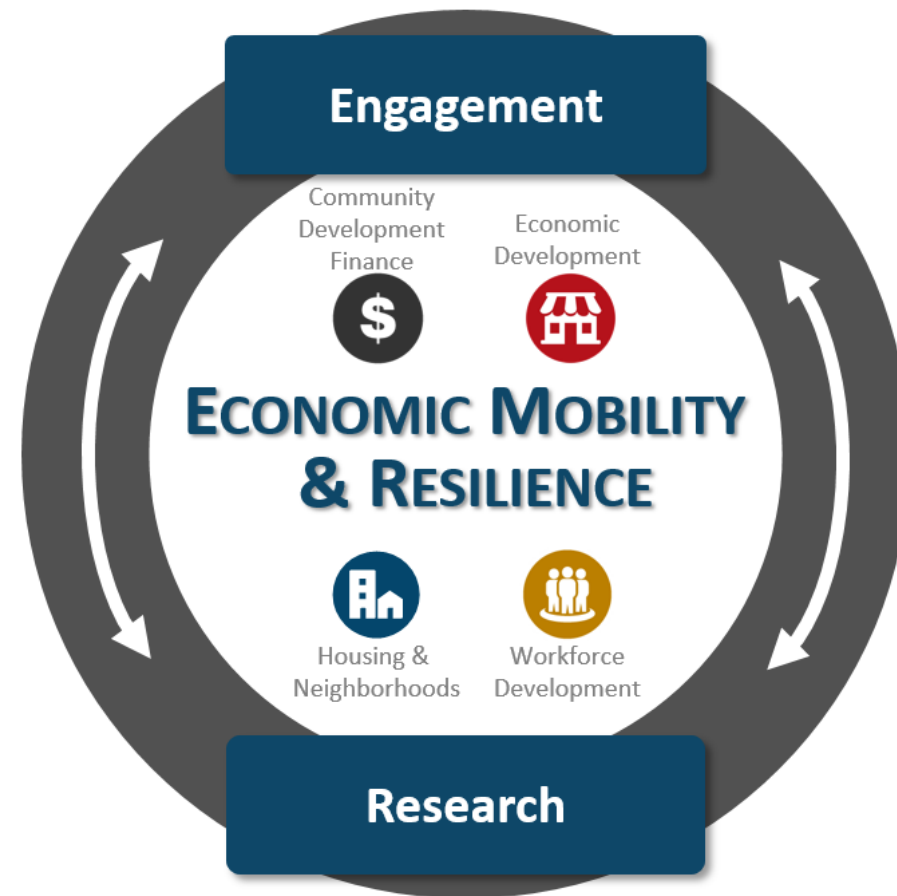 Engagement
Community
Development
Finance
Economic
Development
$
ECONOMIC MOBILITY
& RESILIENCE
Housing &
Neighborhoods
Workforce
Development
Research